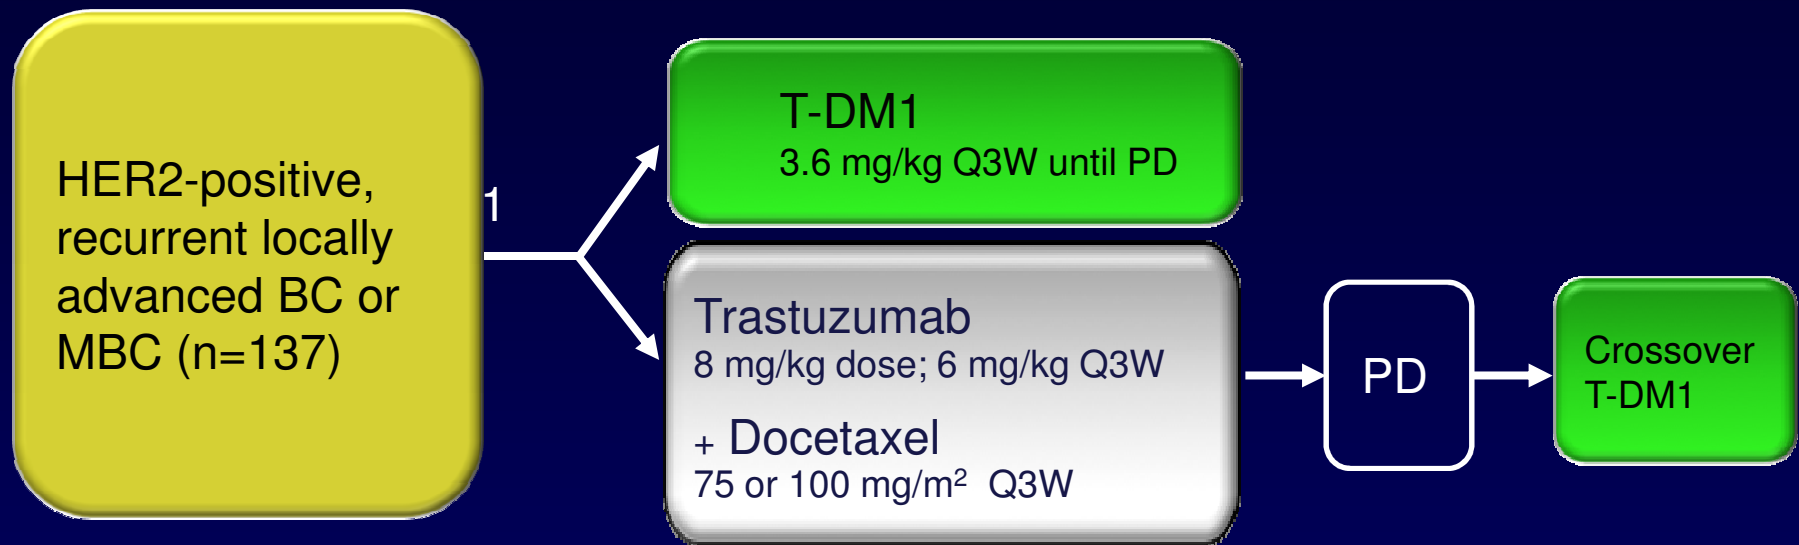 HER2-positive,
recurrent locally
advanced BC or
MBC (n=137)
1
T-DM1
3.6 mg/kg Q3W until PD
Trastuzumab
8 mg/kg dose; 6 mg/kg Q3W
+ Docetaxel
75 or 100 mg/m² Q3W
PD
Crossover
T-DM1